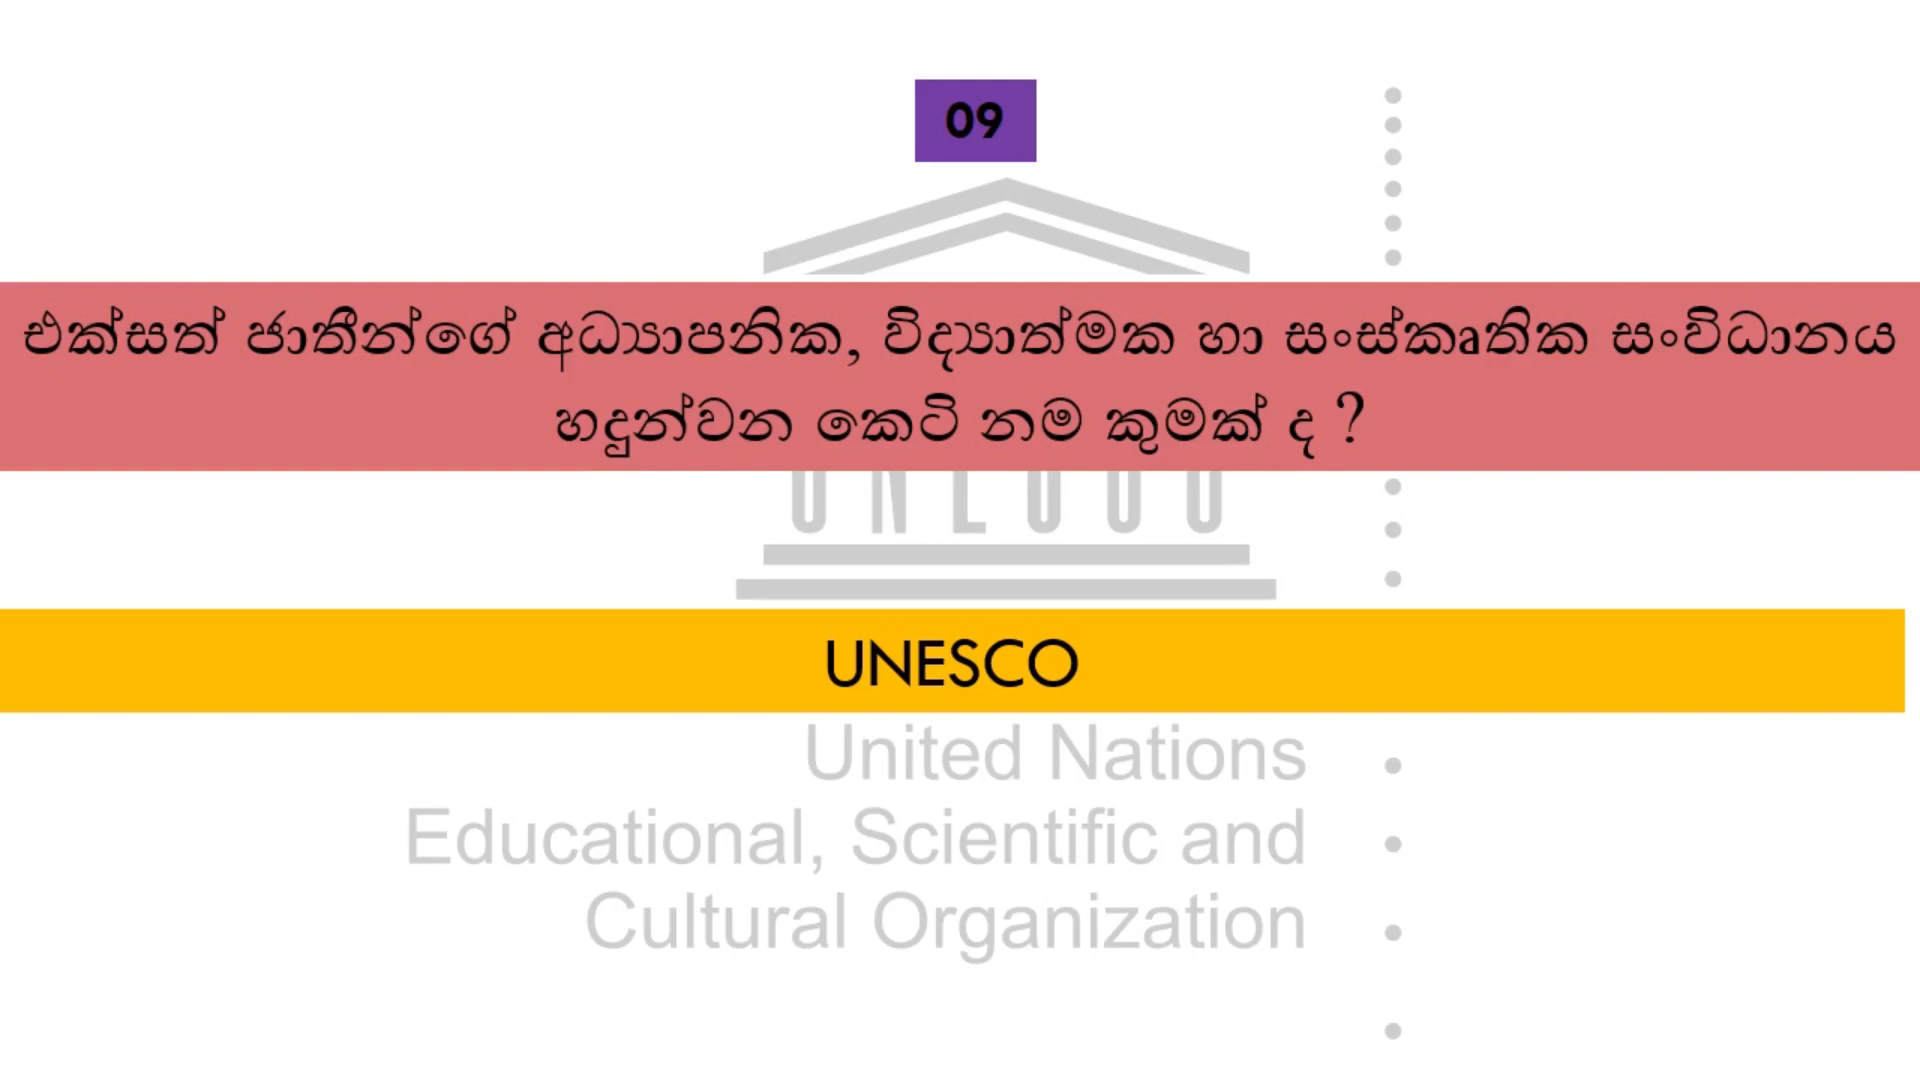 09
එක්සත් ජාතීන්ගේ අධ්‍යාපනික, විද්‍යාත්මක හා සංස්කෘතික සංවිධානය
හඳුන්වන කෙටි නම කුමක් ද ?
UNESCO
United Nations
Educational, Scientific and
Cultural Organization